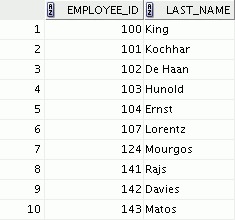 EMPLOYEE_ID LAST_NAME
1 100 King
2 101 Kochhar
3 102 De Haan
4 103 Hunold
5 104 Ernst
6 107 Lorentz
7 124 Mourgos
8 141 Rajs
9 142 Davies
10 143 Matos